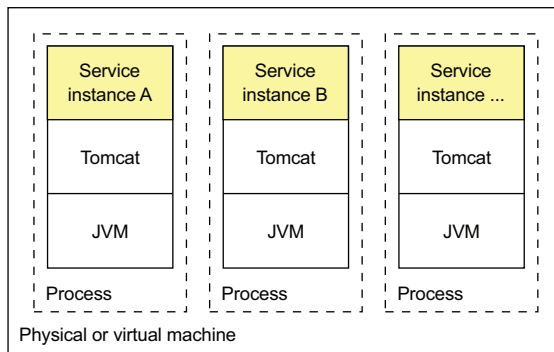 Service
instance A
Tomcat
JVM
Process
Service
instance B
Tomcat
JVM
Process
Service
instance ...
Tomcat
JVM
Process
Physical or virtual machine